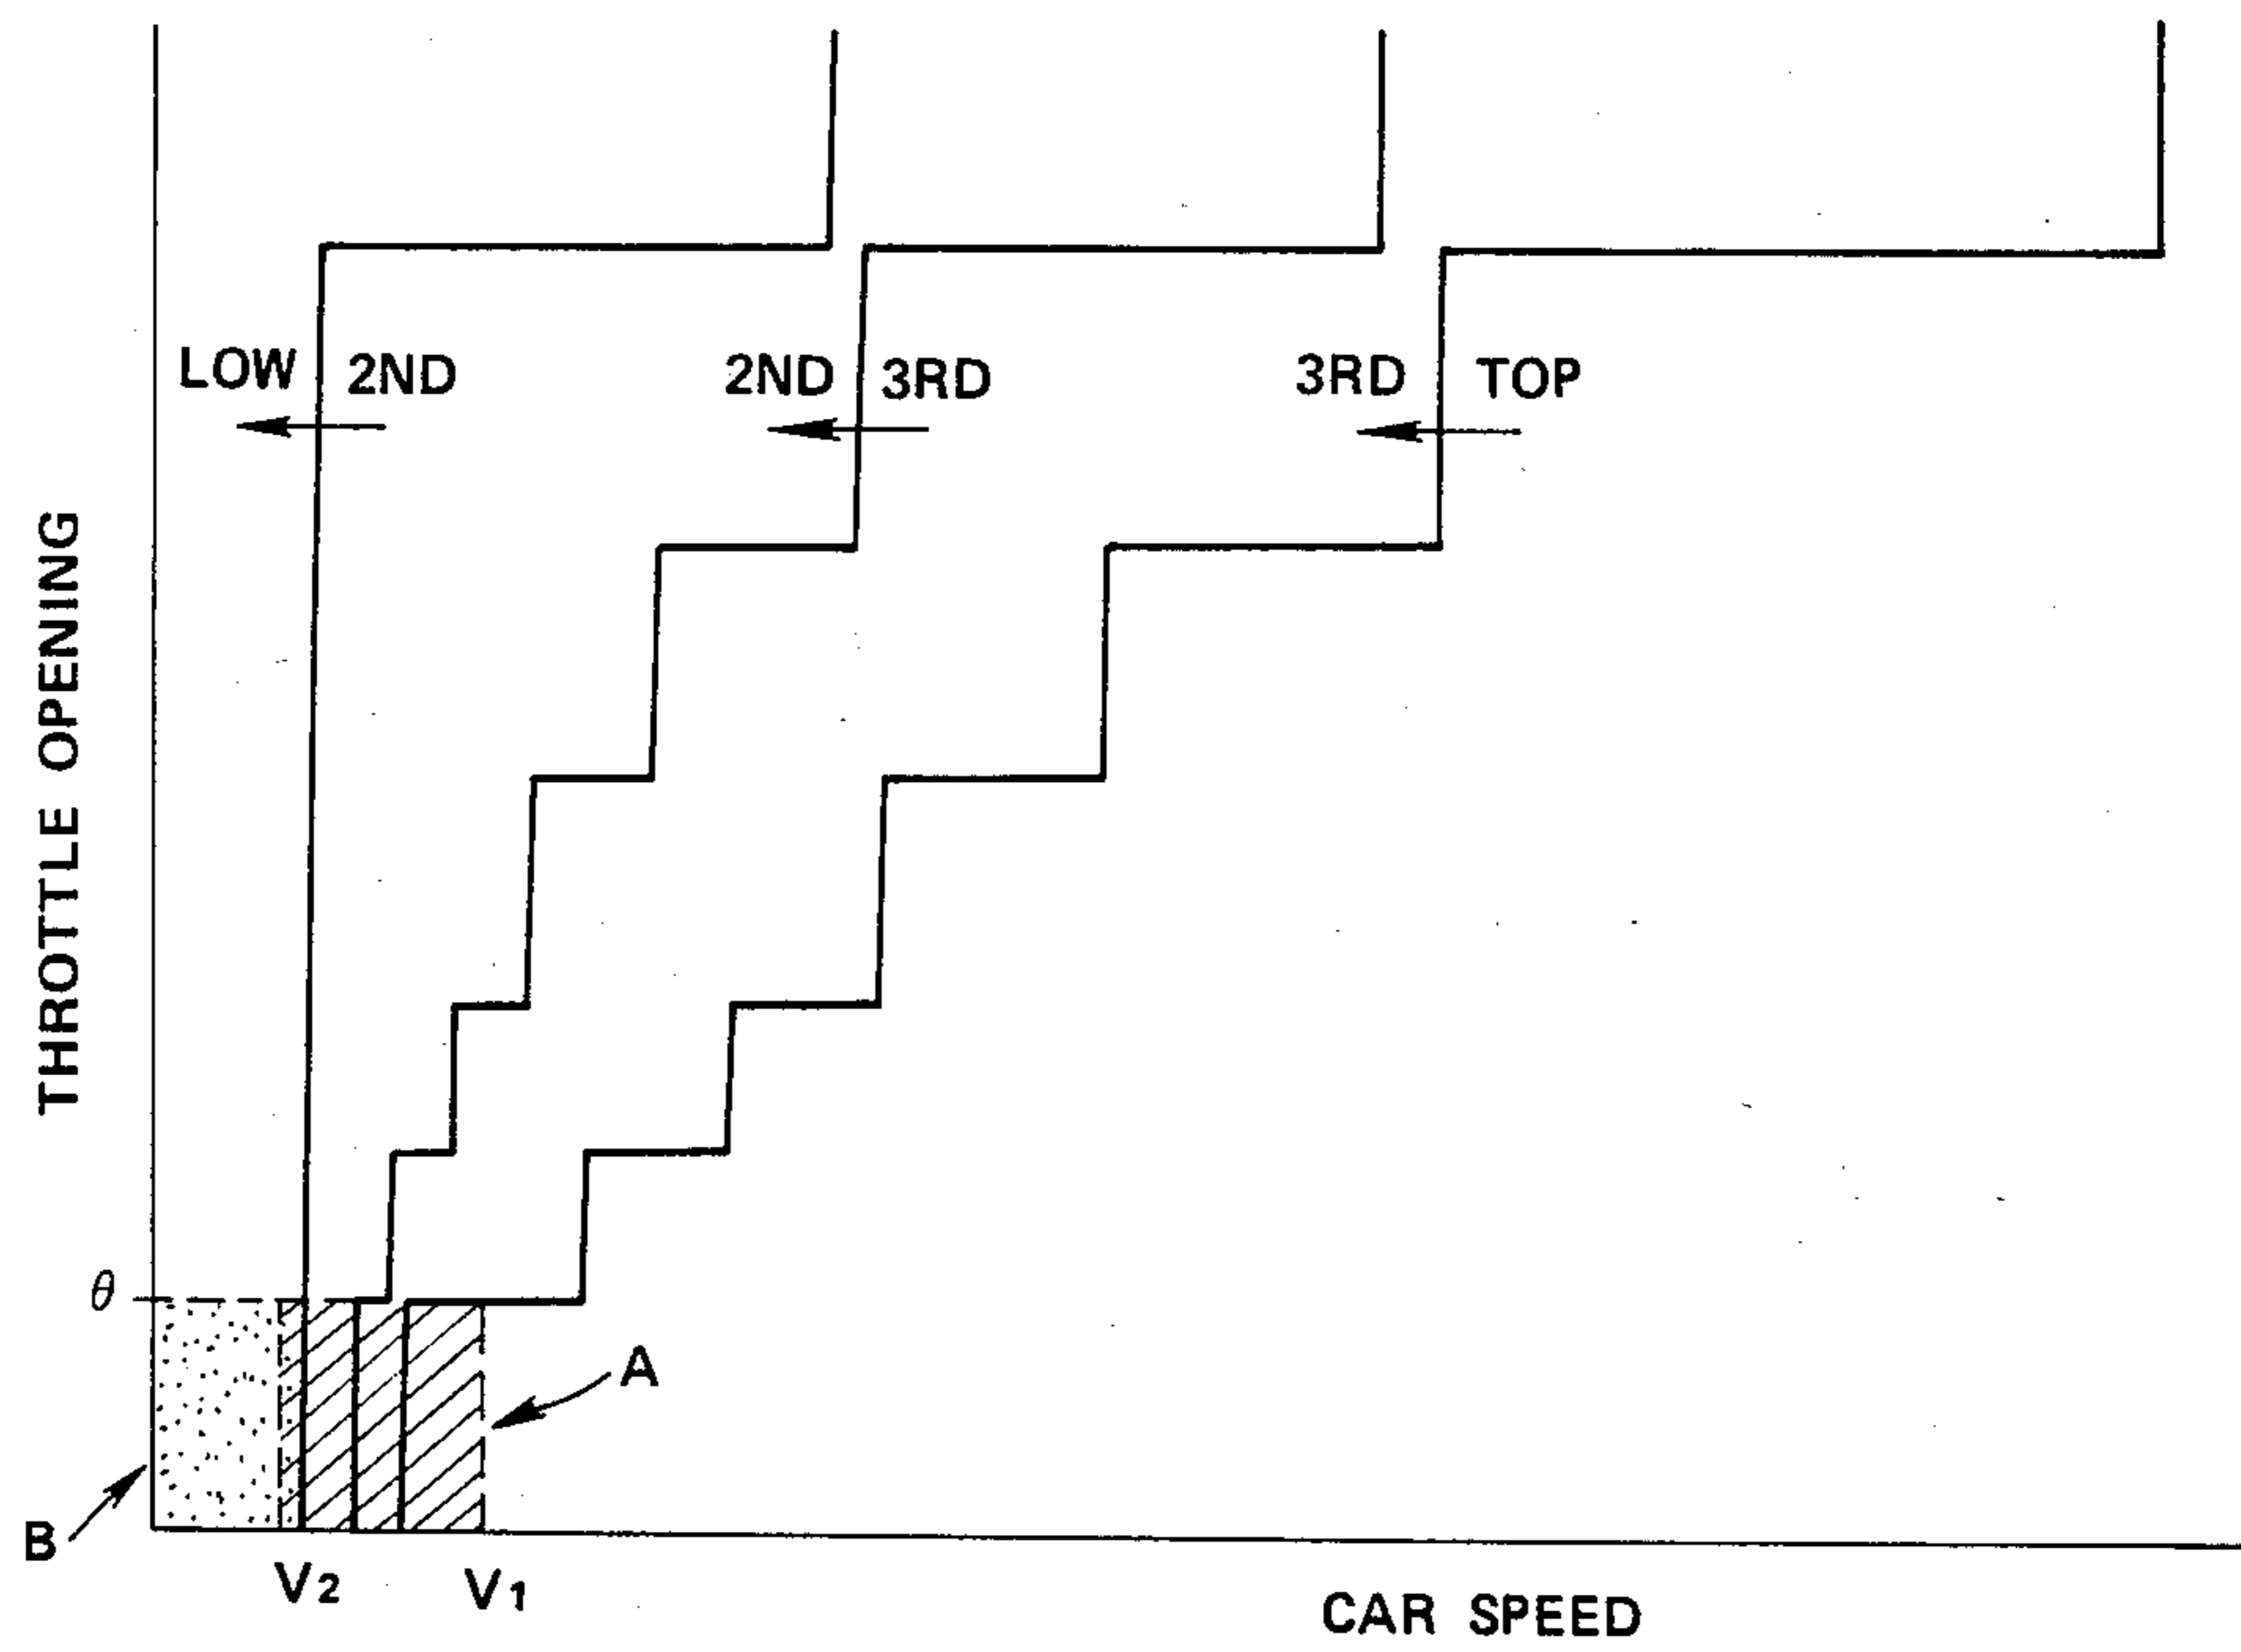 LOW 2ND 2ND 3RD 3RD TOP
THROTTLE OPENING
θ
A
B
V2 V1
CAR SPEED